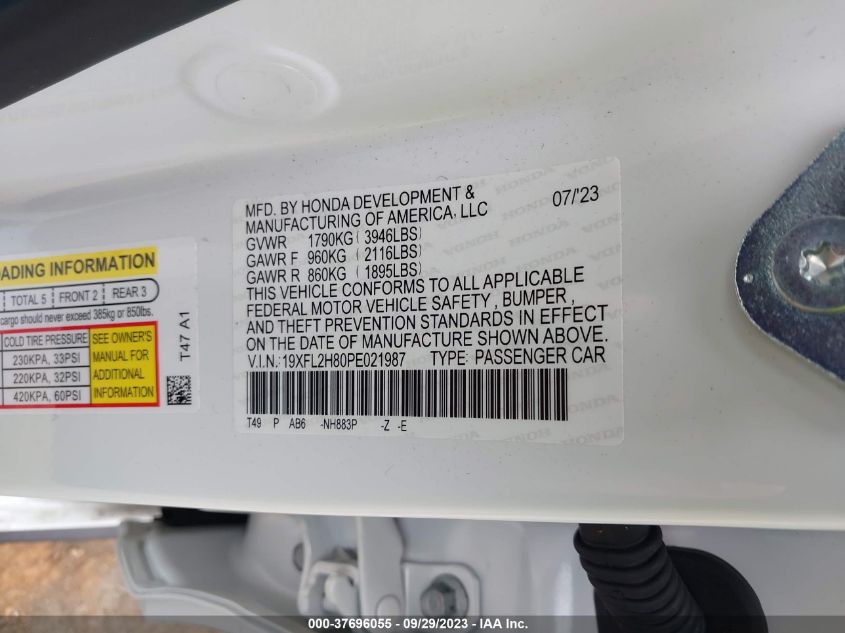 MFD. BY HONDA DEVELOPMENT &
MANUFACTURING OF AMERICA, LLC 07/'23
GVWR 1790KG ( 3946LBS)
GAWR F 960KG ( 2116LBS)
GAWR R 860KG ( 1895LBS)
THIS VEHICLE CONFORMS TO ALL APPLICABLE
FEDERAL MOTOR VEHICLE SAFETY , BUMPER ,
AND THEFT PREVENTION STANDARDS IN EFFECT
ON THE DATE OF MANUFACTURE SHOWN ABOVE.
V.I.N.: 19XFL2H80PE021987 TYPE: PASSENGER CAR
T49 P AB6 -NH883P -Z -E
LOADING INFORMATION
TOTAL 5 FRONT 2 REAR 3
cargo should never exceed 385kg or 850lbs.
COLD TIRE PRESSURE SEE OWNER'S
230KPA, 33PSI MANUAL FOR
220KPA, 32PSI ADDITIONAL
420KPA, 60PSI INFORMATION
T47 A1
HONDA HONDA HONDA
000-37696055 / 09/29/2023 / IAA Inc.